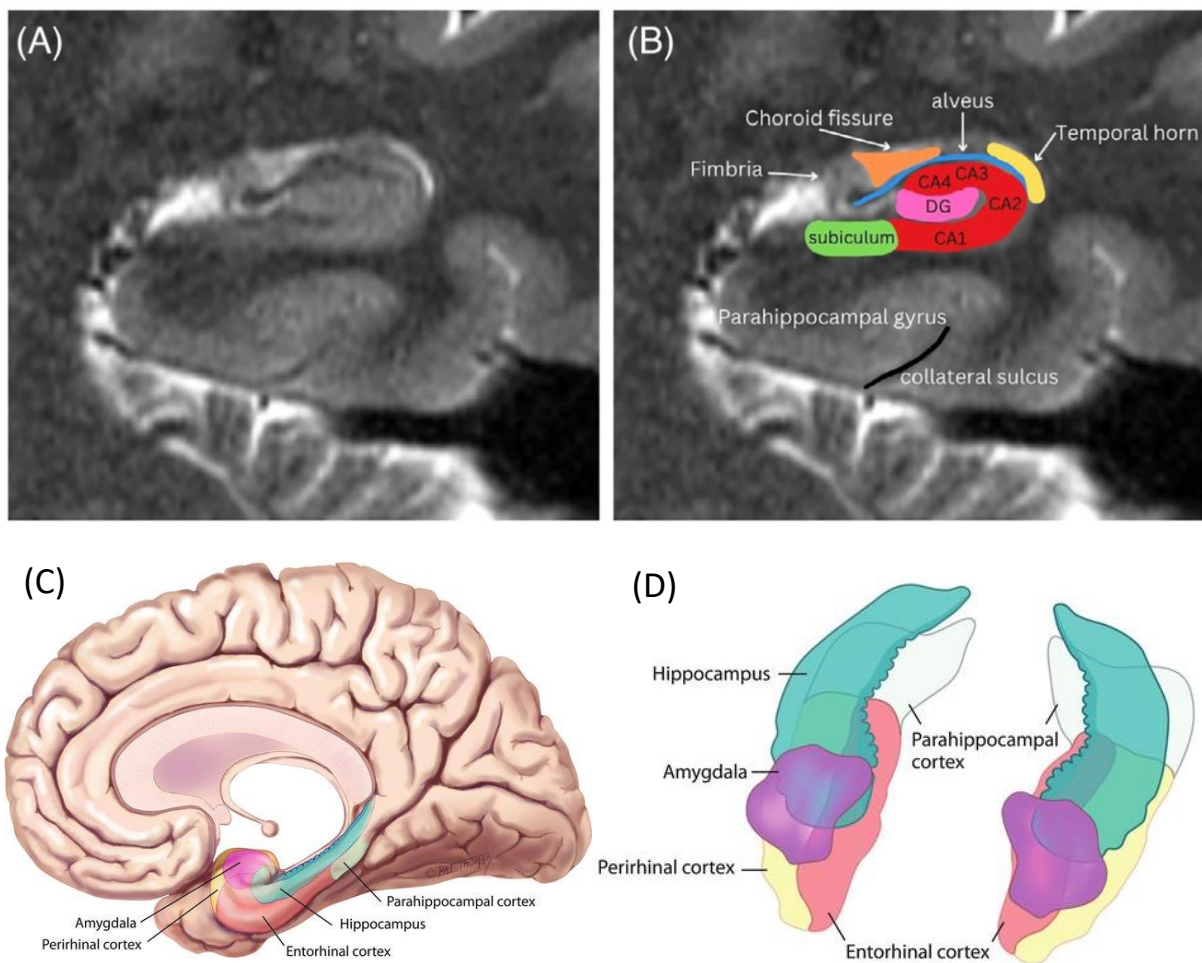 (A)
(B)
alveus
Choroid fissure
Temporal horn
Fimbria
CA4
CA3
CA2
DG
subiculum
CA1
Parahippocampal gyrus
collateral sulcus
(C)
(D)
Amygdala
Perirhinal cortex
Entorhinal cortex
Hippocampus
Parahippocampal cortex
Hippocampus
Parahippocampal
cortex
Amygdala
Perirhinal cortex
Entorhinal cortex